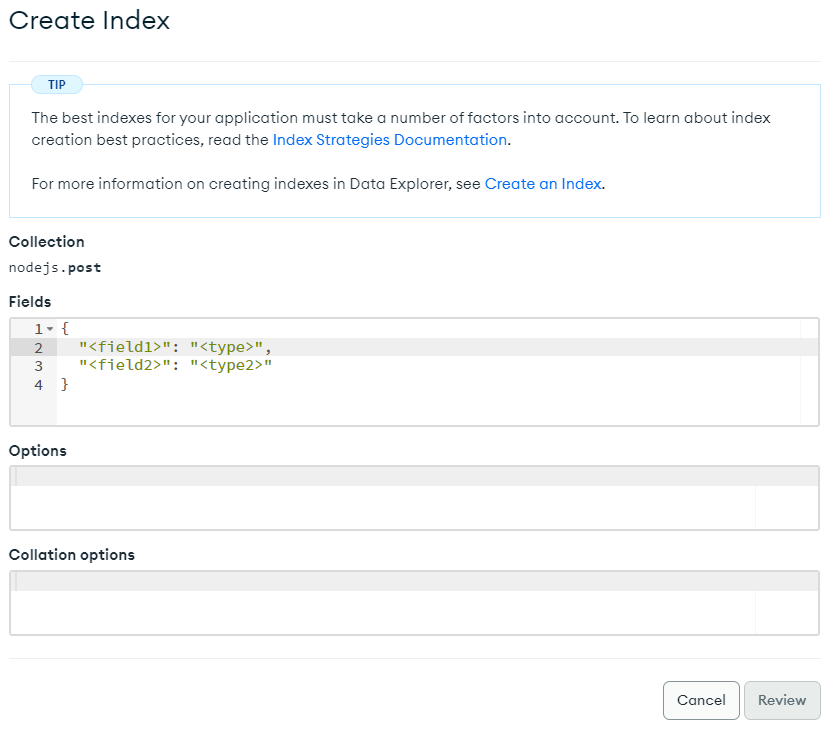 Create Index
TIP
The best indexes for your application must take a number of factors into account. To learn about index
creation best practices, read the Index Strategies Documentation.
For more information on creating indexes in Data Explorer, see Create an Index.
Collection
nodejs.post
Fields
1 {
2 "<field1>": "<type>",
3 "<field2>": "<type2>"
4 }
Options
Collation options
Cancel Review